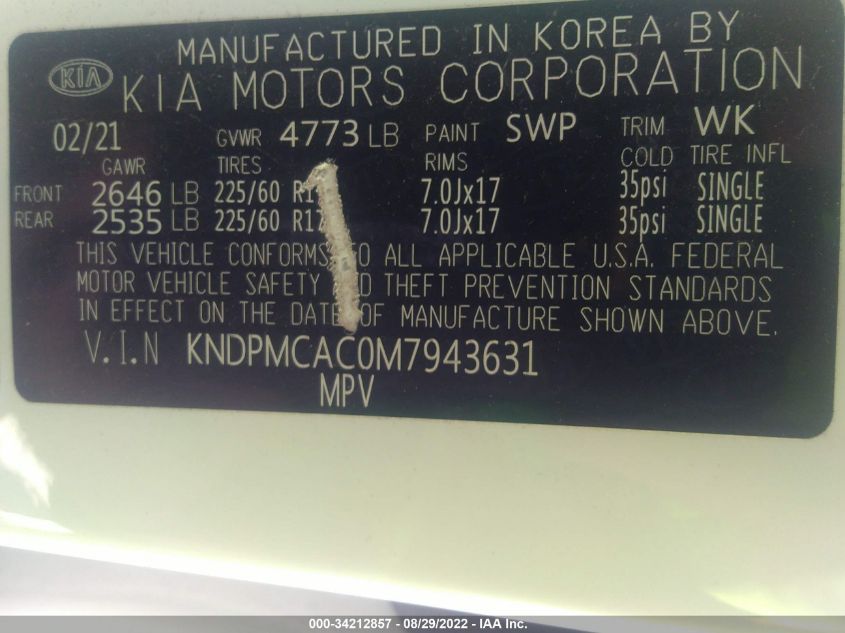 MANUFACTURED IN KOREA BY
KIA KIA MOTORS CORPORATION
02/21 GVWR 4773 LB PAINT SWP TRIM WK
GAWR TIRES RIMS COLD TIRE INFL
FRONT 2646 LB 225/60 7.0Jx17 35psi SINGLE
REAR 2535 LB 225/60 R17 7.0Jx17 35psi SINGLE
THIS VEHICLE CONFORMS TO ALL APPLICABLE U.S.A. FEDERAL
MOTOR VEHICLE SAFETY THEFT PREVENTION STANDARDS
IN EFFECT ON THE DATE OF MANUFACTURE SHOWN ABOVE.
V.I.N KNDPMCAC0M7943631
MPV
000-34212857 - 08/29/2022 - IAA Inc.